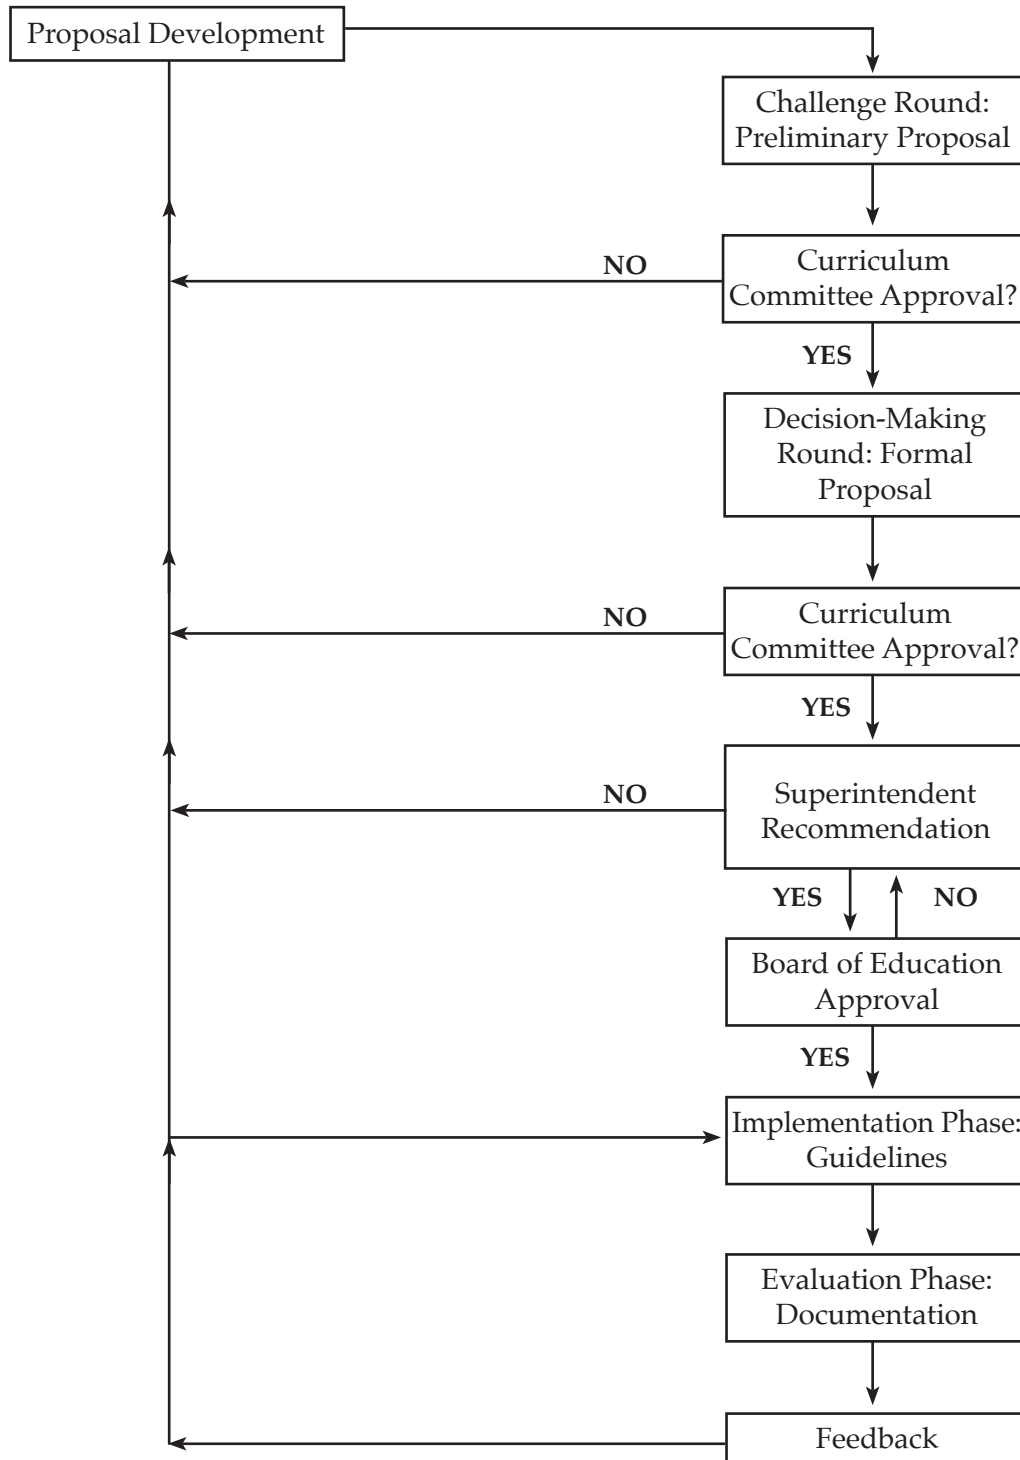 Proposal Development
Challenge Round:
Preliminary Proposal
NO
Curriculum
Committee Approval?
YES
Decision-Making
Round: Formal
Proposal
NO
Curriculum
Committee Approval?
YES
NO
Superintendent
Recommendation
YES
NO
Board of Education
Approval
YES
Implementation Phase:
Guidelines
Evaluation Phase:
Documentation
Feedback